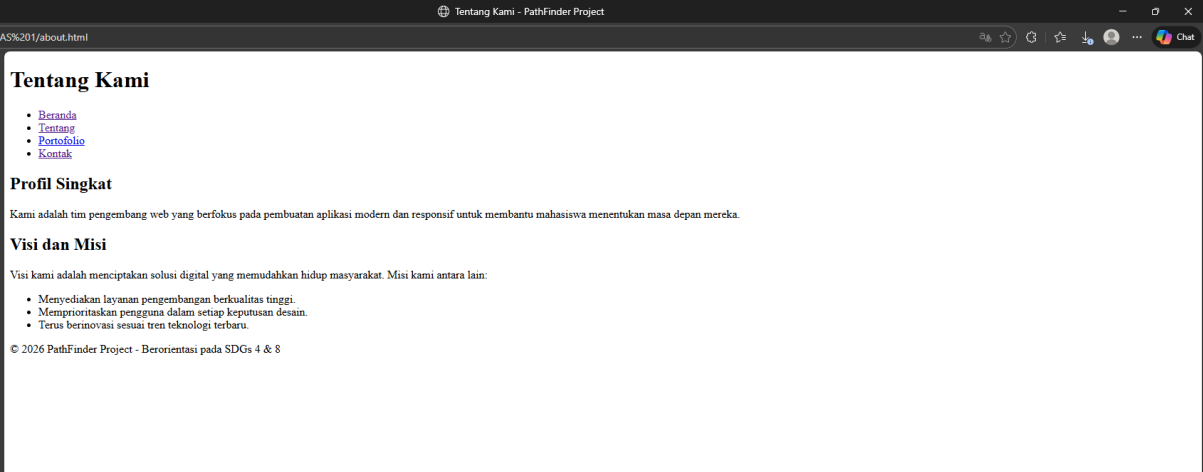 Tentang Kami - PathFinder Project
AS%201/about.html
Chat
Tentang Kami
Beranda
Tentang
Portofolio
Kontak
Profil Singkat
Kami adalah tim pengembang web yang berfokus pada pembuatan aplikasi modern dan responsif untuk membantu mahasiswa menentukan masa depan mereka.
Visi dan Misi
Visi kami adalah menciptakan solusi digital yang memudahkan hidup masyarakat. Misi kami antara lain:
Menyediakan layanan pengembangan berkualitas tinggi.
Memprioritaskan pengguna dalam setiap keputusan desain.
Terus berinovasi sesuai tren teknologi terbaru.
© 2026 PathFinder Project - Berorientasi pada SDGs 4 & 8